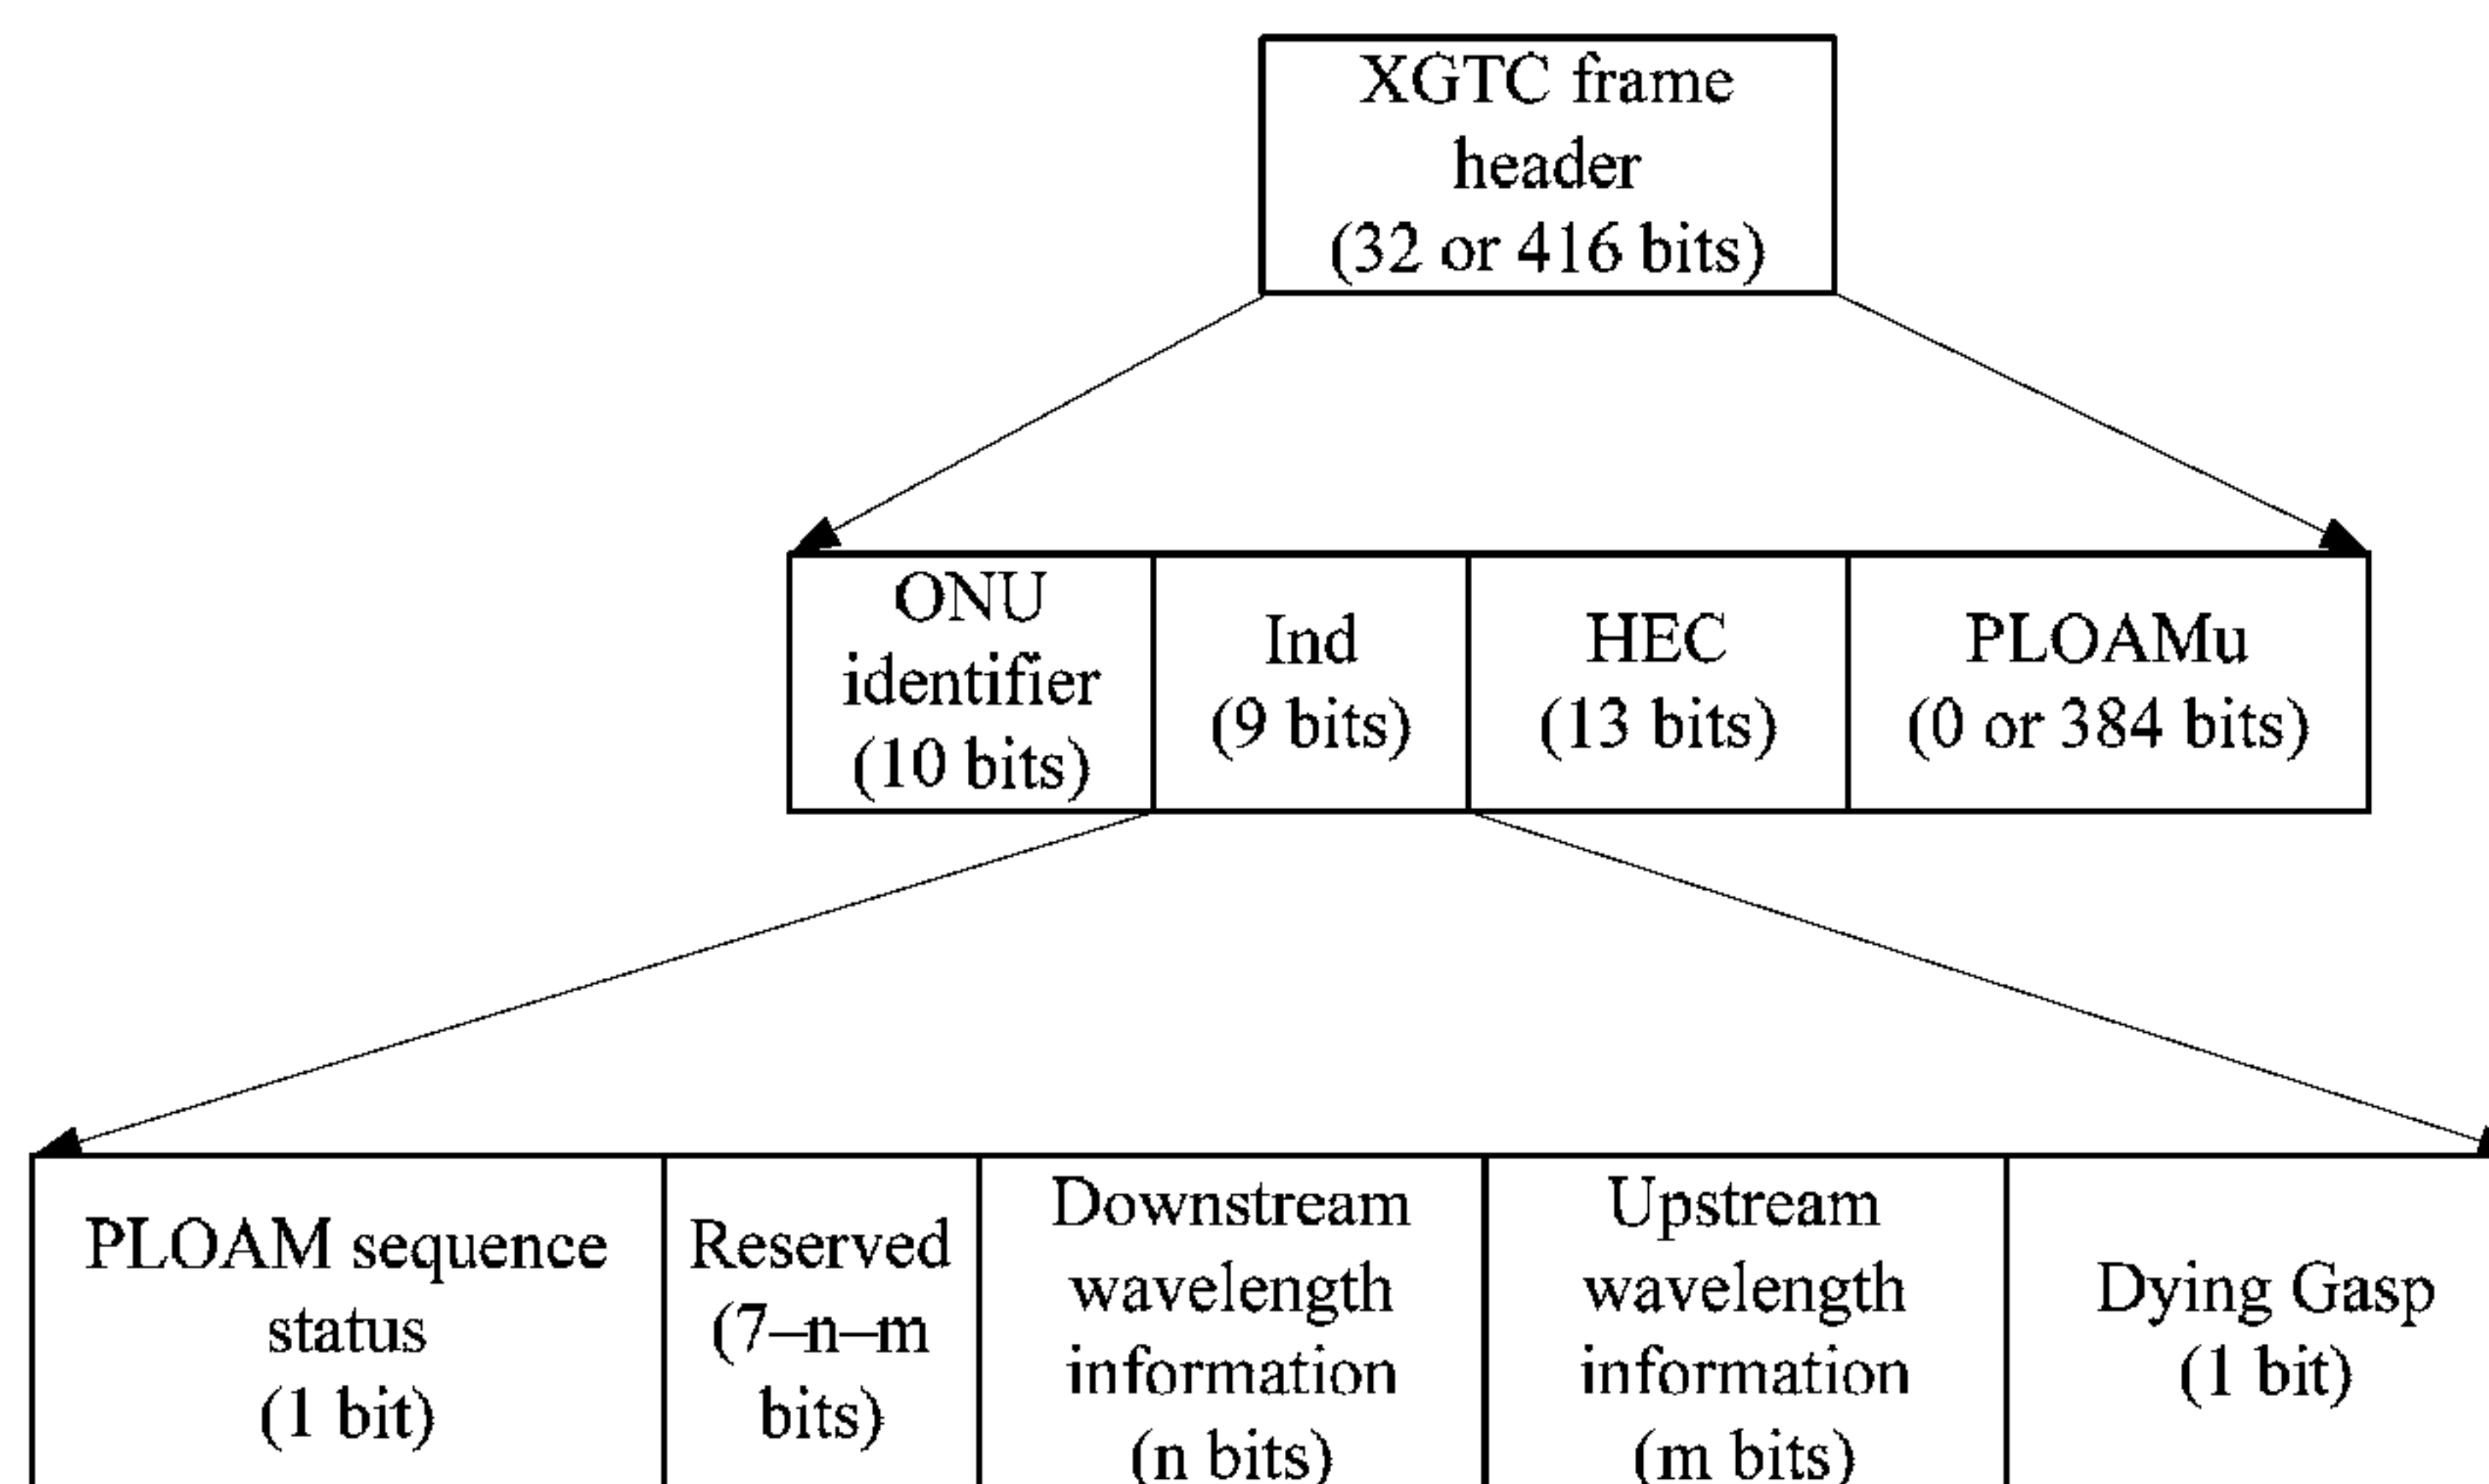 XGTC frame
header
(32 or 416 bits)
ONU
identifier
(10 bits)
Ind
(9 bits)
HEC
(13 bits)
PLOAMu
(0 or 384 bits)
PLOAM sequence
status
(1 bit)
Reserved
(7–n–m
bits)
Downstream
wavelength
information
(n bits)
Upstream
wavelength
information
(m bits)
Dying Gasp
(1 bit)